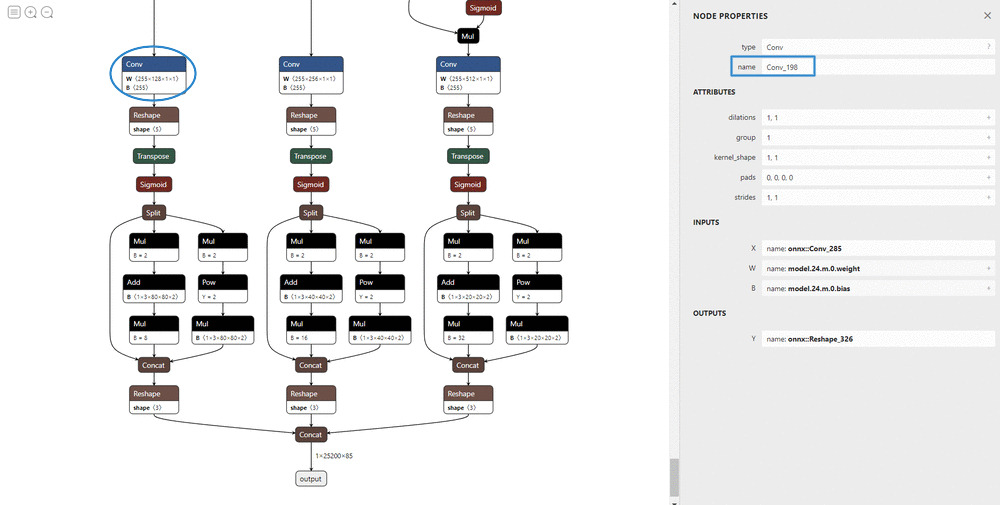 Sigmoid
Mul
Conv
W ⟨255×128×1×1⟩
B ⟨255⟩
Conv
W ⟨255×256×1×1⟩
B ⟨255⟩
Conv
W ⟨255×512×1×1⟩
B ⟨255⟩
Reshape
shape ⟨5⟩
Reshape
shape ⟨5⟩
Reshape
shape ⟨5⟩
Transpose
Transpose
Transpose
Sigmoid
Sigmoid
Sigmoid
Split
Split
Split
Mul
B = 2
Mul
B = 2
Mul
B = 2
Mul
B = 2
Mul
B = 2
Mul
B = 2
Add
B ⟨1×3×80×80×2⟩
Pow
Y = 2
Add
B ⟨1×3×40×40×2⟩
Pow
Y = 2
Add
B ⟨1×3×20×20×2⟩
Pow
Y = 2
Mul
B = 8
Mul
B ⟨1×3×80×80×2⟩
Mul
B = 16
Mul
B ⟨1×3×40×40×2⟩
Mul
B = 32
Mul
B ⟨1×3×20×20×2⟩
Concat
Concat
Concat
Reshape
shape ⟨3⟩
Reshape
shape ⟨3⟩
Reshape
shape ⟨3⟩
Concat
1×25200×85
output
NODE PROPERTIES
type Conv ?
name Conv_198
ATTRIBUTES
dilations 1, 1 +
group 1 +
kernel_shape 1, 1 +
pads 0, 0, 0, 0 +
strides 1, 1 +
INPUTS
X name: onnx::Conv_285
W name: model.24.m.0.weight +
B name: model.24.m.0.bias +
OUTPUTS
Y name: onnx::Reshape_326